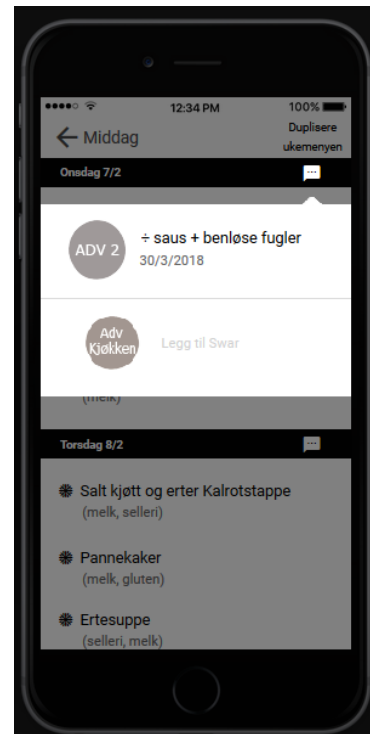 12:34 PM
100%
Middag
Duplisere
ukemenyen
Onsdag 7/2
ADV 2
÷ saus + benløse fugler
30/3/2018
Adv
Kjøkken
Legg til Swar
(melk)
Torsdag 8/2
Salt kjøtt og erter Kalrotstappe
(melk, selleri)
Pannekaker
(melk, gluten)
Ertesuppe
(selleri, melk)